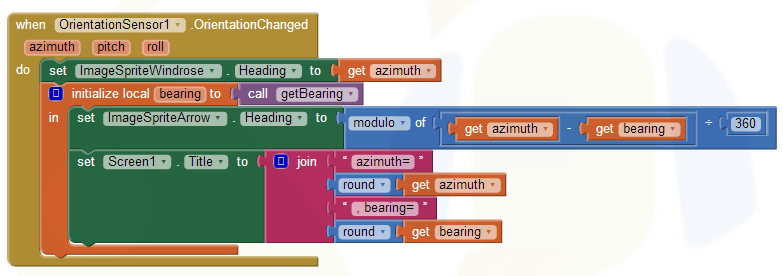 when OrientationSensor1 .OrientationChanged
azimuth pitch roll
do set ImageSpriteWindrose . Heading to get azimuth
initialize local bearing to call getBearing
in set ImageSpriteArrow . Heading to modulo of get azimuth - get bearing ÷ 360
set Screen1 . Title to join " azimuth= "
round get azimuth
" , bearing= "
round get bearing